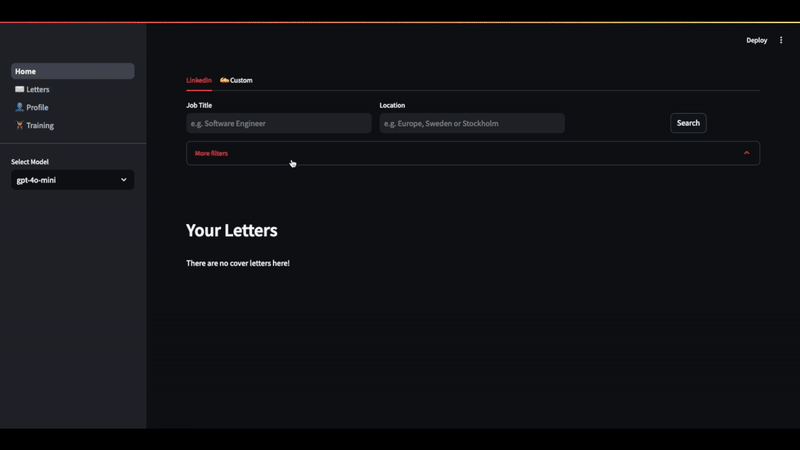 Deploy
Home
Letters
Profile
Training
Select Model
gpt-4o-mini
LinkedIn
Custom
Job Title
Location
e.g. Software Engineer
e.g. Europe, Sweden or Stockholm
Search
More filters
Your Letters
There are no cover letters here!